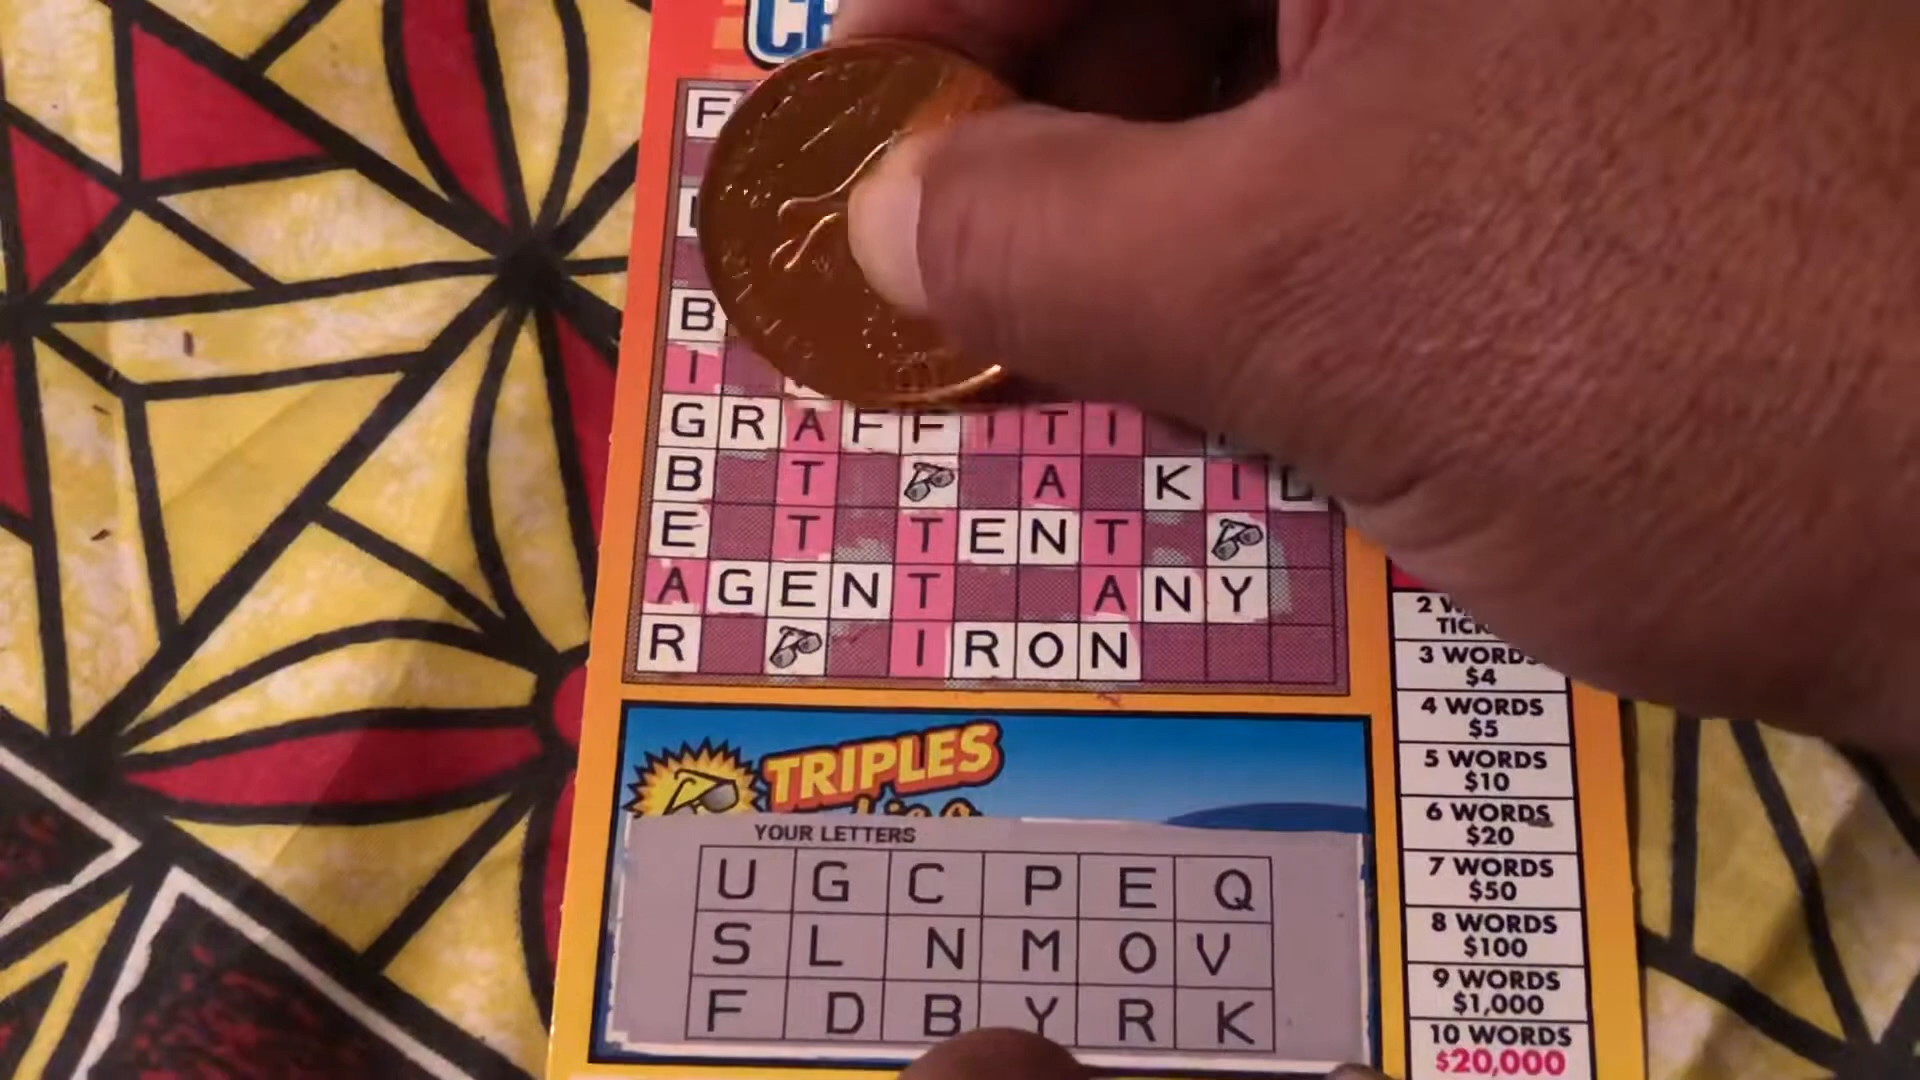 F
B
I
GRAFFITI
B T A KID
E T TENT
AGENT ANY
R IRON
TRIPLES
YOUR LETTERS
U G C P E Q
S L N M O V
F D B Y R K
3 WORDS
$4
4 WORDS
$5
5 WORDS
$10
6 WORDS
$20
7 WORDS
$50
8 WORDS
$100
9 WORDS
$1,000
10 WORDS
$20,000